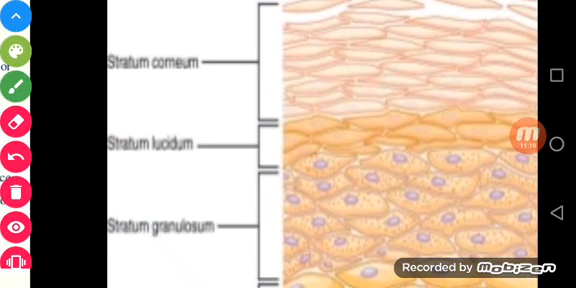 Stratum corneum
Stratum lucidum
11:19
Stratum granulosum
Recorded by mobizen